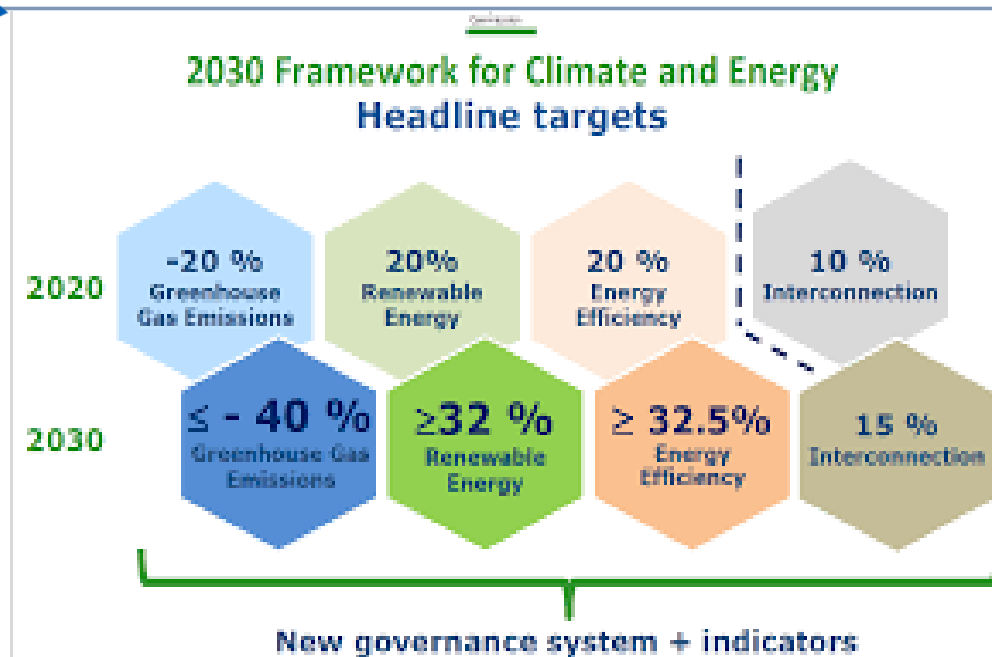 2030 Framework for Climate and Energy
Headline targets
2020
-20 %
Greenhouse
Gas Emissions
20%
Renewable
Energy
20 %
Energy
Efficiency
10 %
Interconnection
2030
≤ - 40 %
Greenhouse Gas
Emissions
≥32 %
Renewable
Energy
≥ 32.5%
Energy
Efficiency
15 %
Interconnection
New governance system + indicators